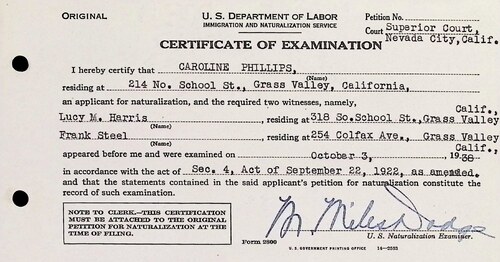 ORIGINAL
U. S. DEPARTMENT OF LABOR
IMMIGRATION AND NATURALIZATION SERVICE
Petition No.
Court Superior Court,
Nevada City, Calif.
CERTIFICATE OF EXAMINATION
I hereby certify that CAROLINE PHILLIPS,
(Name)
residing at 214 No. School St., Grass Valley, California,
an applicant for naturalization, and the required two witnesses, namely,
Calif.,
Lucy M. Harris, residing at 318 So.School St., Grass Valley
(Name)
Frank Steel, residing at 254 Colfax Ave., Grass Valley
(Name)
Calif.,
appeared before me and were examined on October 3, 1938
in accordance with the act of Sec. 4, Act of September 22, 1922, as amended.
and that the statements contained in the said applicant's petition for naturalization constitute the
record of such examination.
NOTE TO CLERK.—THIS CERTIFICATION
MUST BE ATTACHED TO THE ORIGINAL
PETITION FOR NATURALIZATION AT THE
TIME OF FILING.
M. Miles
U. S. Naturalization Examiner.
Form 2890
U. S. GOVERNMENT PRINTING OFFICE